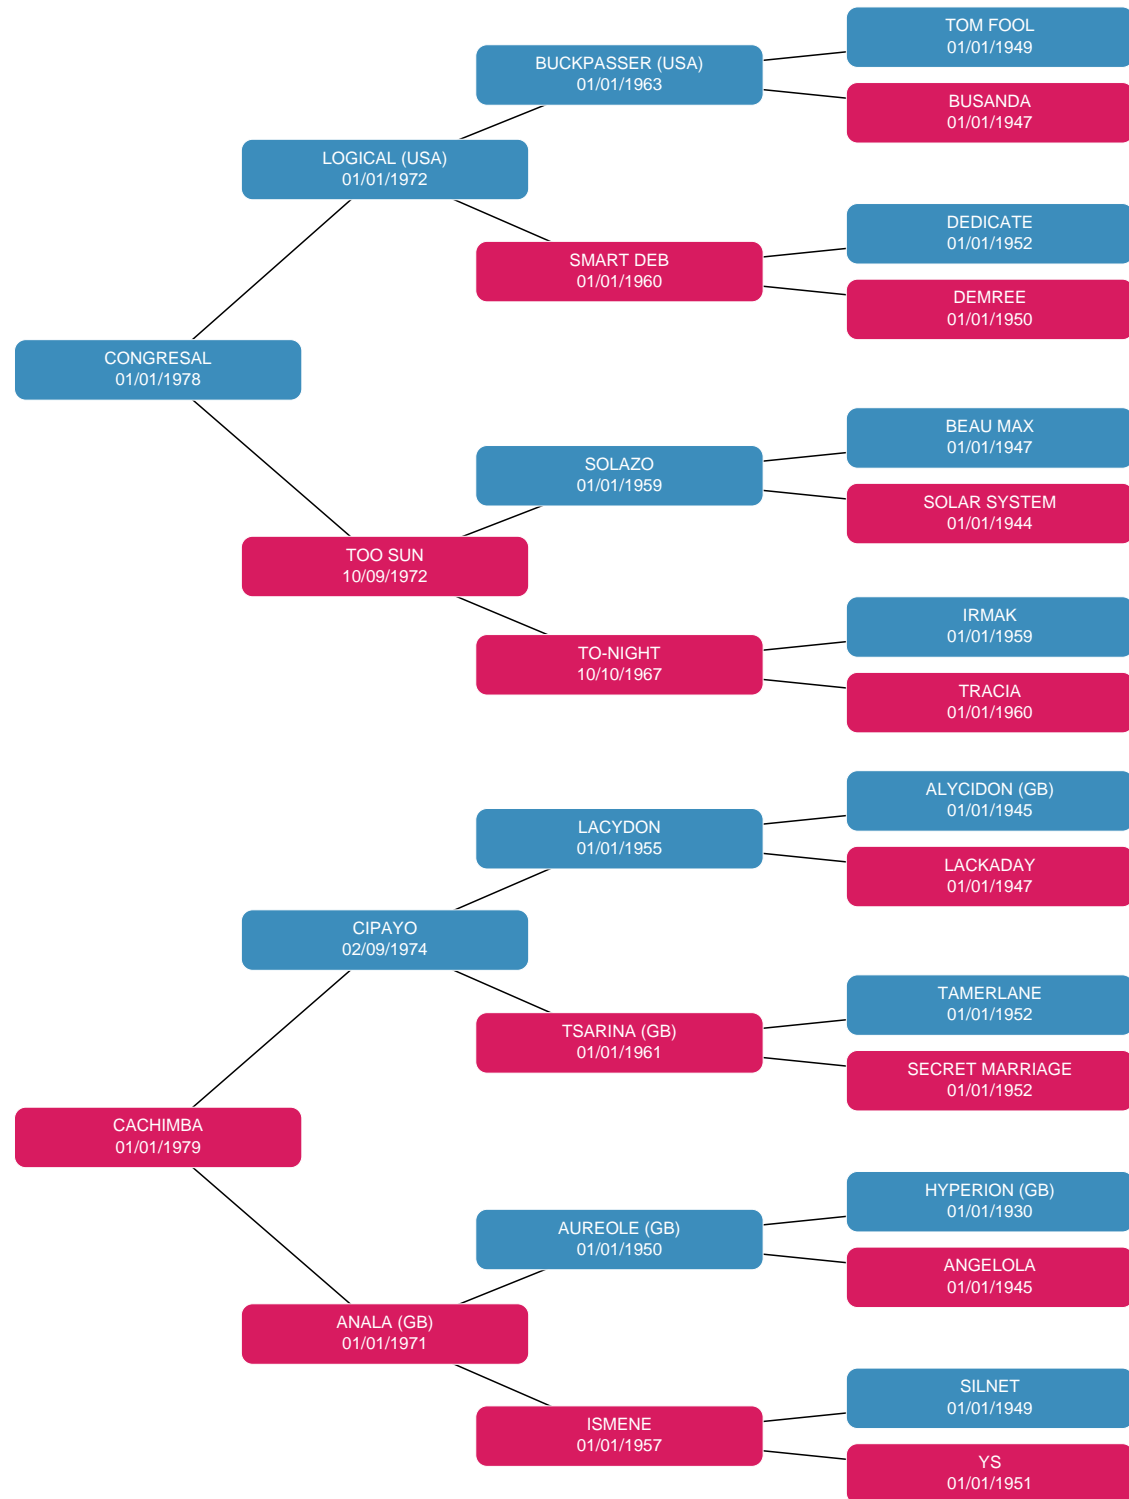 TOM FOOL
01/01/1949
BUCKPASSER (USA)
01/01/1963
BUSANDA
01/01/1947
LOGICAL (USA)
01/01/1972
DEDICATE
01/01/1952
SMART DEB
01/01/1960
DEMREE
01/01/1950
CONGRESAL
01/01/1978
BEAU MAX
01/01/1947
SOLAZO
01/01/1959
SOLAR SYSTEM
01/01/1944
TOO SUN
10/09/1972
IRMAK
01/01/1959
TO-NIGHT
10/10/1967
TRACIA
01/01/1960
ALYCIDON (GB)
01/01/1945
LACYDON
01/01/1955
LACKADAY
01/01/1947
CIPAYO
02/09/1974
TAMERLANE
01/01/1952
TSARINA (GB)
01/01/1961
SECRET MARRIAGE
01/01/1952
CACHIMBA
01/01/1979
HYPERION (GB)
01/01/1930
AUREOLE (GB)
01/01/1950
ANGELOLA
01/01/1945
ANALA (GB)
01/01/1971
SILNET
01/01/1949
ISMENE
01/01/1957
YS
01/01/1951